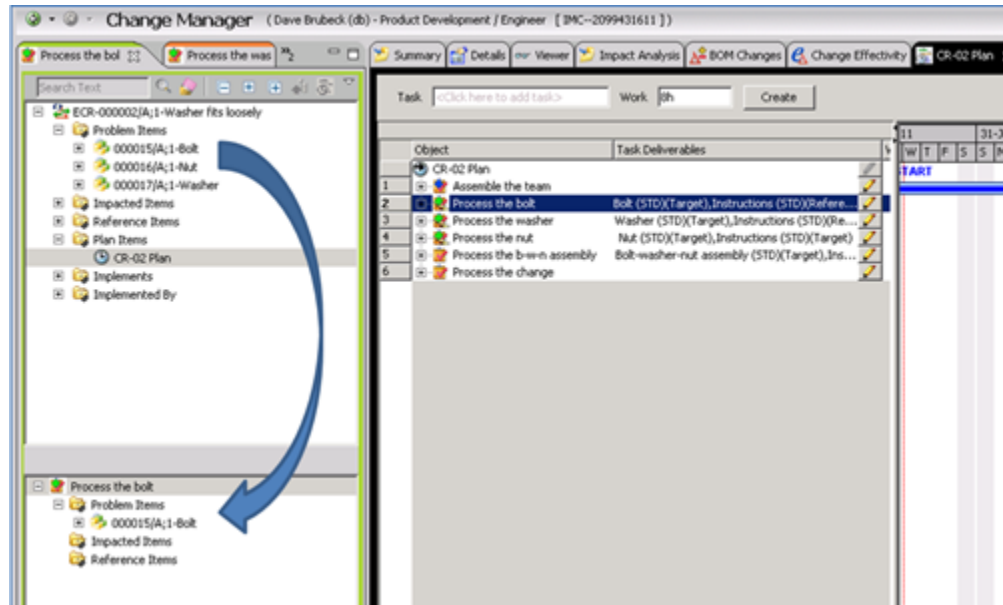 Change Manager (Dave Brubeck (db) - Product Development / Engineer [ IMC--2099431611 ])
Process the bol
Process the was
2
Summary
Details
Viewer
Impact Analysis
BOM Changes
Change Effectivity
CR-02 Plan
Search Text
ECR-000002/A;1-Washer fits loosely
Problem Items
000015/A;1-Bolt
000016/A;1-Nut
000017/A;1-Washer
Impacted Items
Reference Items
Plan Items
CR-02 Plan
Implements
Implemented By
Process the bolt
Problem Items
000015/A;1-Bolt
Impacted Items
Reference Items
Task <Click here to add task> Work 8h Create
11 31-J
Object Task Deliverables W T F S S M
CR-02 Plan START
1 Assemble the team
2 Process the bolt Bolt (STD)(Target),Instructions (STD)(Refere...
3 Process the washer Washer (STD)(Target),Instructions (STD)(Re...
4 Process the nut Nut (STD)(Target),Instructions (STD)(Target)
5 Process the b-w-n assembly Bolt-washer-nut assembly (STD)(Target),Ins...
6 Process the change